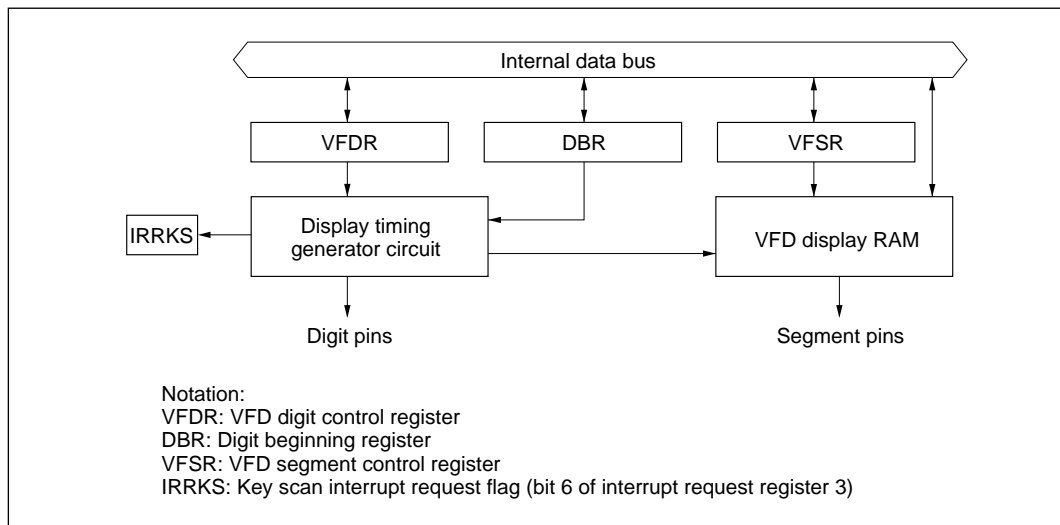 Internal data bus
VFDR
DBR
VFSR
IRRKS
Display timing
generator circuit
VFD display RAM
Digit pins
Segment pins
Notation:
VFDR: VFD digit control register
DBR: Digit beginning register
VFSR: VFD segment control register
IRRKS: Key scan interrupt request flag (bit 6 of interrupt request register 3)